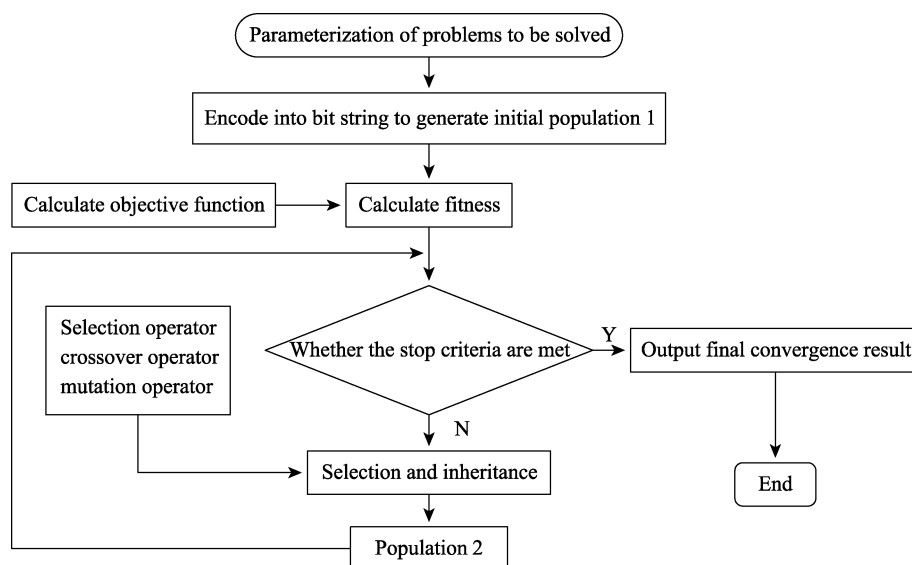 Parameterization of problems to be solved
Encode into bit string to generate initial population 1
Calculate objective function
Calculate fitness
Selection operator
crossover operator
mutation operator
Whether the stop criteria are met
Y
Output final convergence result
N
Selection and inheritance
End
Population 2